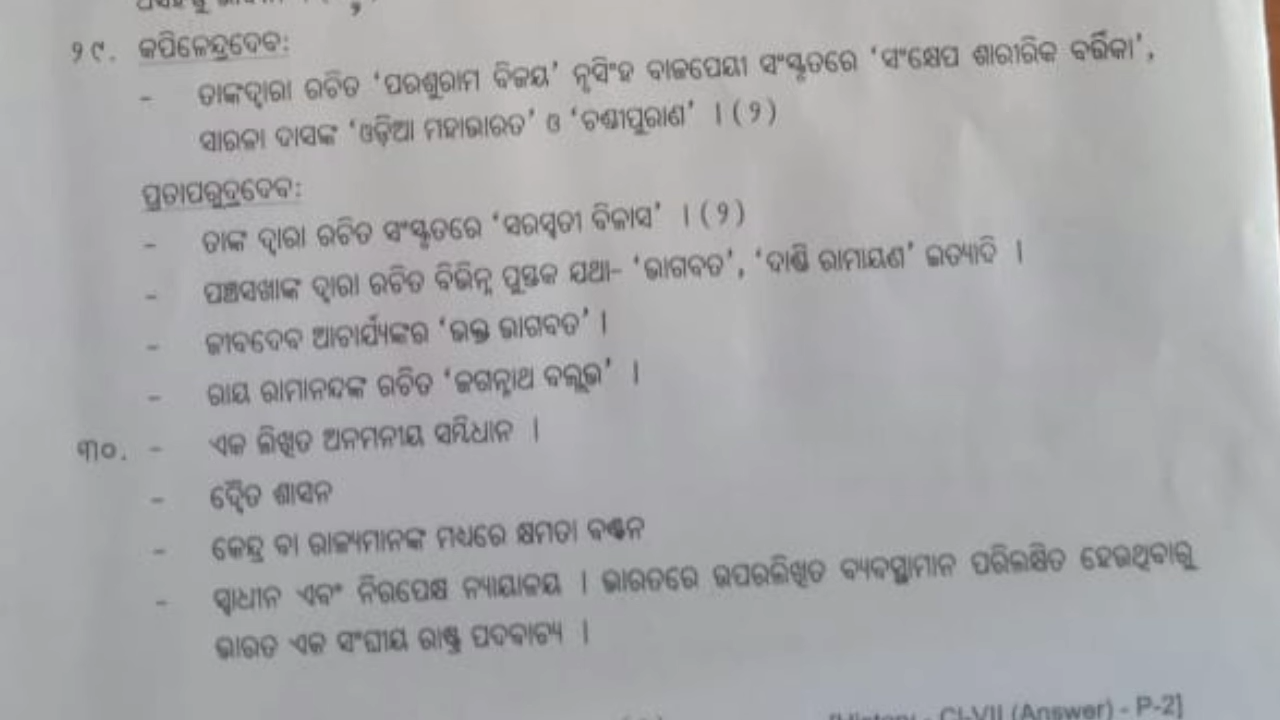 ୨୯. କପିଳେନ୍ଦ୍ରଦେବ:
- ତାଙ୍କଦ୍ୱାରା ରଚିତ ‘ପରଶୁରାମ ବିଜୟ’ ନୃସିଂହ ବାଜପେୟୀ ସଂସ୍କୃତରେ ‘ସଂକ୍ଷେପ ଶାରୀରିକ ବର୍ତ୍ତିକା’,
ସାରଳା ଦାସଙ୍କ ‘ଓଡ଼ିଆ ମହାଭାରତ’ ଓ ‘ଚଣ୍ଡୀପୁରାଣ’ । (୨)
ପ୍ରତାପରୁଦ୍ରଦେବ:
- ତାଙ୍କ ଦ୍ୱାରା ରଚିତ ସଂସ୍କୃତରେ ‘ସରସ୍ୱତୀ ବିଳାସ’ । (୨)
- ପଞ୍ଚସଖାଙ୍କ ଦ୍ୱାରା ରଚିତ ବିଭିନ୍ନ ପୁସ୍ତକ ଯଥା- ‘ଭାଗବତ’, ‘ଦାଣ୍ଡି ରାମାୟଣ’ ଇତ୍ୟାଦି ।
- ଜୀବଦେବ ଆଚାର୍ଯ୍ୟଙ୍କର ‘ଭକ୍ତ ଭାଗବତ’ ।
- ରାୟ ରାମାନନ୍ଦଙ୍କ ରଚିତ ‘ଜଗନ୍ନାଥ ବଲ୍ଲଭ’ ।
୩୦. - ଏକ ଲିଖିତ ଅନମନୀୟ ସମ୍ବିଧାନ ।
- ଦ୍ୱୈତ ଶାସନ
- କେନ୍ଦ୍ର ବା ରାଜ୍ୟମାନଙ୍କ ମଧ୍ୟରେ କ୍ଷମତା ବଣ୍ଟନ
- ସ୍ୱାଧୀନ ଏବଂ ନିରପେକ୍ଷ ନ୍ୟାୟାଳୟ । ଭାରତରେ ଉପରଲିଖିତ ବ୍ୟବସ୍ଥାମାନ ପରିଲକ୍ଷିତ ହେଉଥିବାରୁ
ଭାରତ ଏକ ସଂଘୀୟ ରାଷ୍ଟ୍ର ପଦବାଚ୍ୟ ।
[History - Cl-VII (Answer) - P-2]